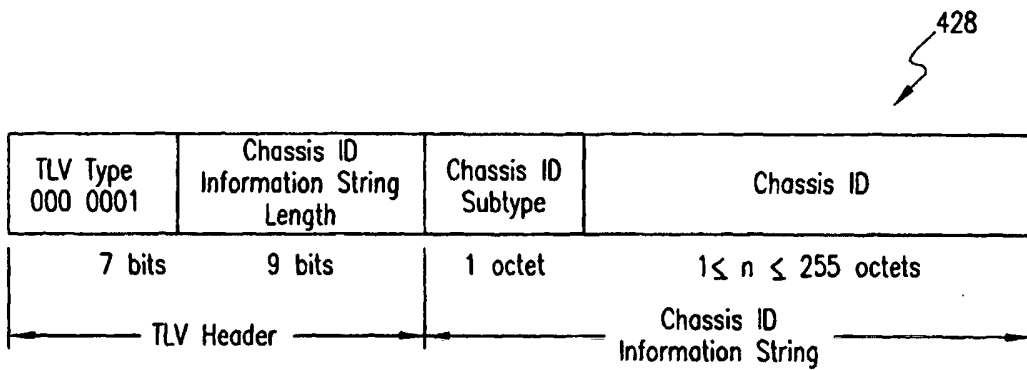 428
TLV Type
000 0001
Chassis ID
Information String
Length
Chassis ID
Subtype
Chassis ID
7 bits
9 bits
1 octet
1≤ n ≤ 255 octets
TLV Header
Chassis ID
Information String